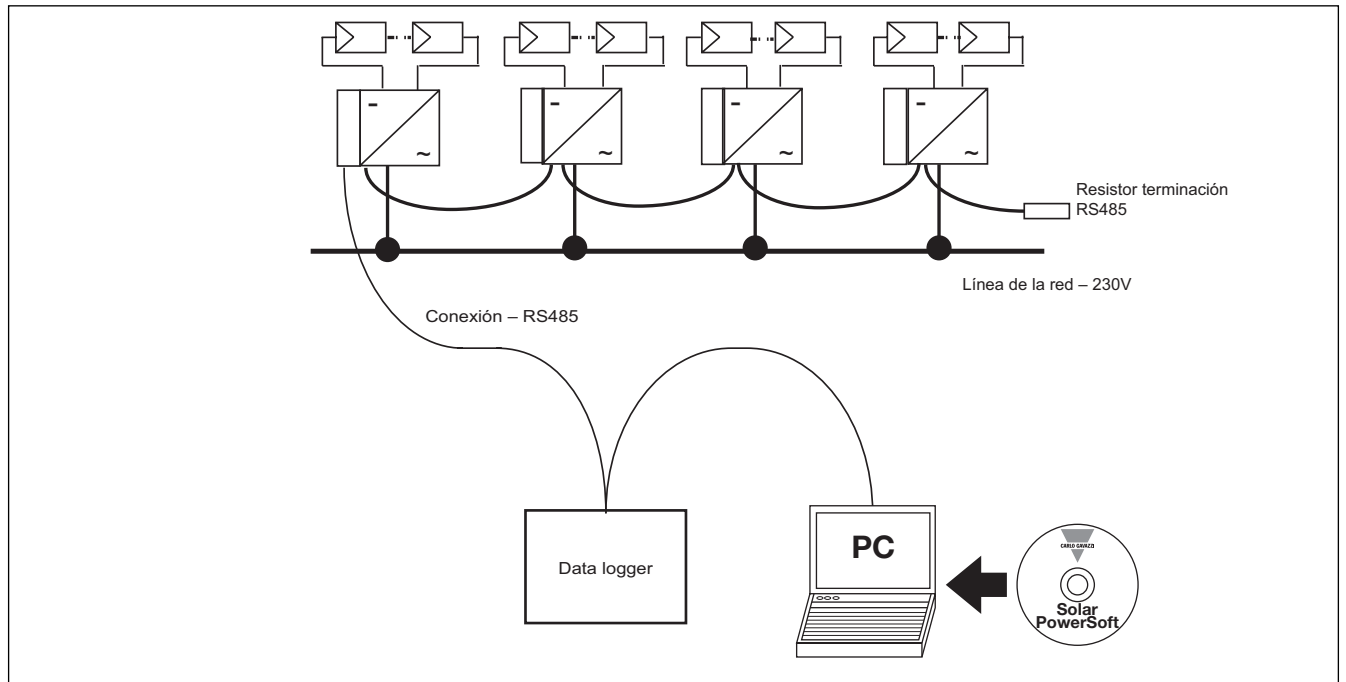 - - - -
~ ~ ~ ~
Resistor terminación
RS485
Línea de la red – 230V
Conexión – RS485
Data logger
PC
CARLO GAVAZZI
Solar
PowerSoft